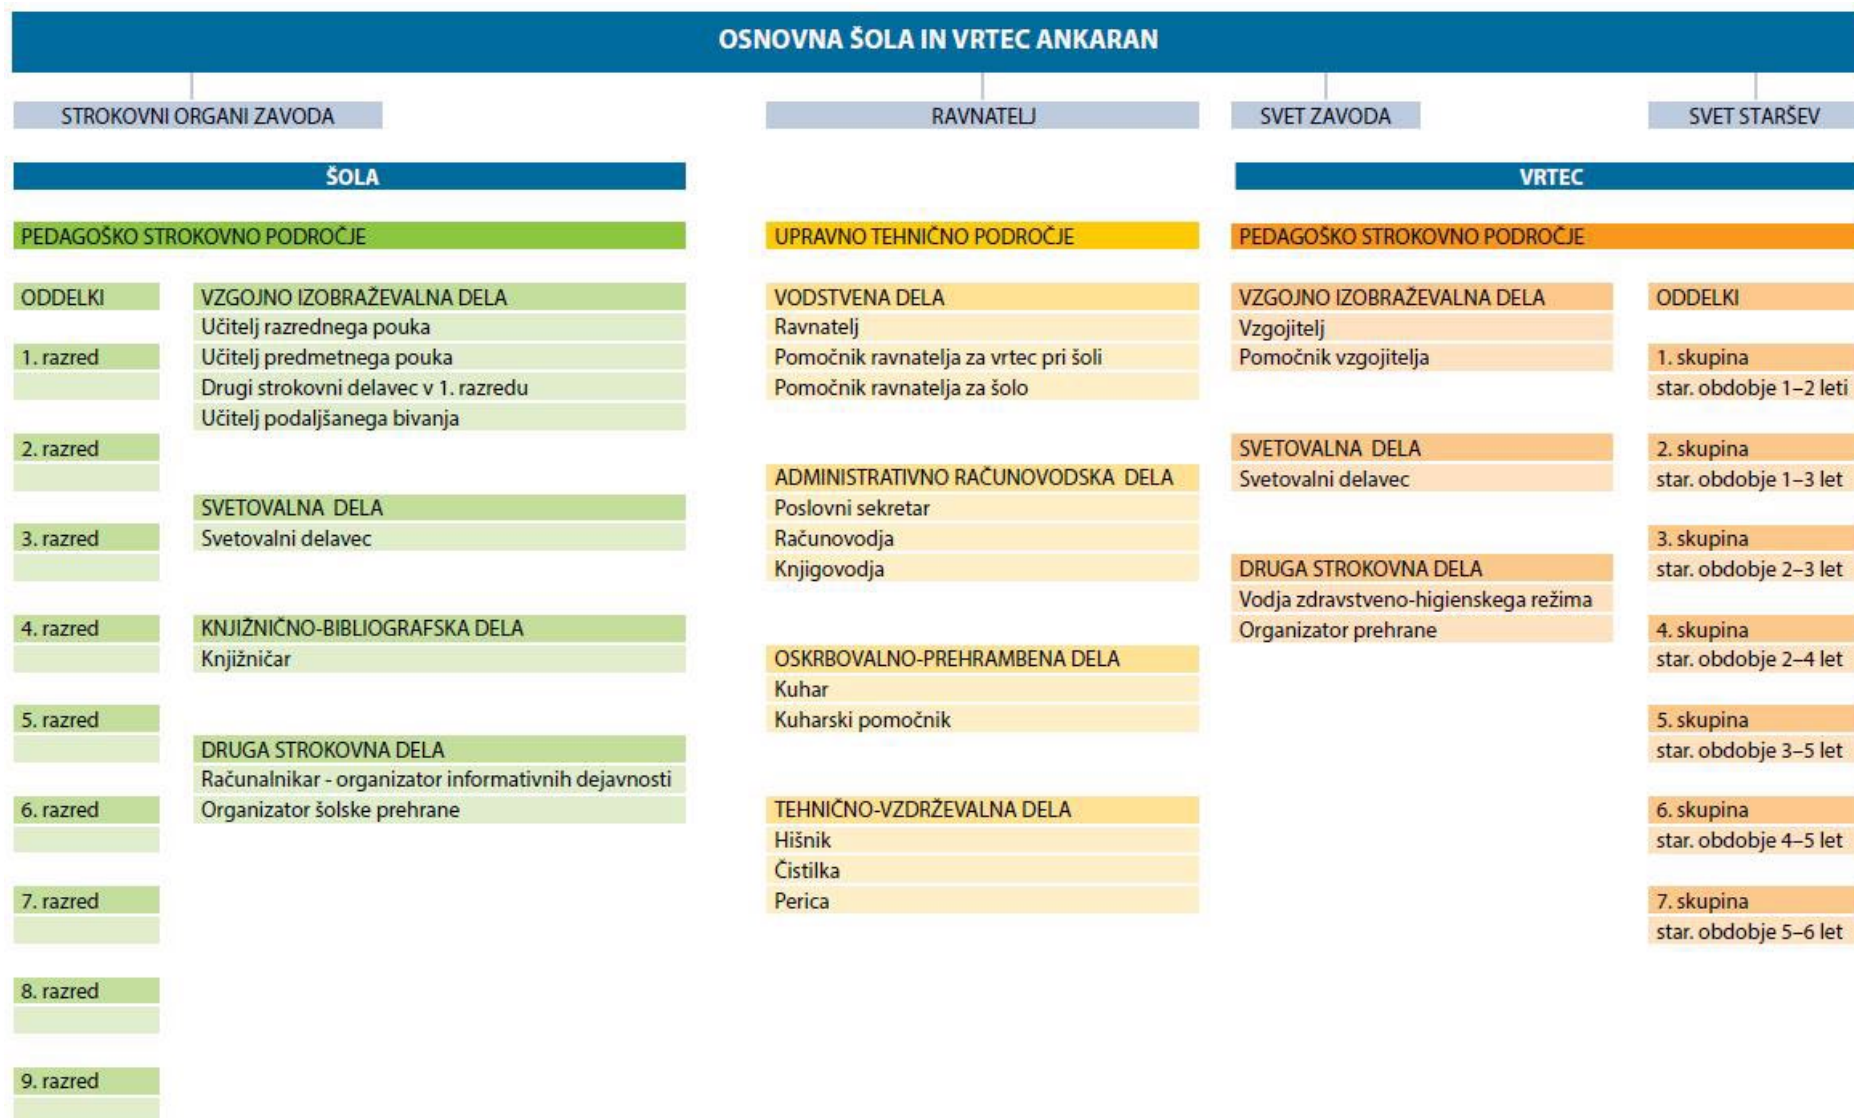 OSNOVNA ŠOLA IN VRTEC ANKARAN
STROKOVNI ORGANI ZAVODA
RAVNATELJ
SVET ZAVODA
SVET STARŠEV
ŠOLA
VRTEC
PEDAGOŠKO STROKOVNO PODROČJE
ODDELKI
1. razred
2. razred
3. razred
4. razred
5. razred
6. razred
7. razred
8. razred
9. razred
VZGOJNO IZOBRAŽEVALNA DELA
Učitelj razrednega pouka
Učitelj predmetnega pouka
Drugi strokovni delavec v 1. razredu
Učitelj podaljšanega bivanja
SVETOVALNA DELA
Svetovalni delavec
KNJIŽNIČNO-BIBLIOGRAFSKA DELA
Knjižničar
DRUGA STROKOVNA DELA
Računalnikar - organizator informativnih dejavnosti
Organizator šolske prehrane
UPRAVNO TEHNIČNO PODROČJE
VODSTVENA DELA
Ravnatelj
Pomočnik ravnatelja za vrtec pri šoli
Pomočnik ravnatelja za šolo
ADMINISTRATIVNO RAČUNOVODSKA DELA
Poslovni sekretar
Računovodja
Knjigovodja
OSKRBOVALNO-PREHRAMBENA DELA
Kuhar
Kuharski pomočnik
TEHNIČNO-VZDRŽEVALNA DELA
Hišnik
Čistilka
Perica
PEDAGOŠKO STROKOVNO PODROČJE
VZGOJNO IZOBRAŽEVALNA DELA
Vzgojitelj
Pomočnik vzgojitelja
SVETOVALNA DELA
Svetovalni delavec
DRUGA STROKOVNA DELA
Vodja zdravstveno-higienskega režima
Organizator prehrane
ODDELKI
1. skupina
star. obdobje 1–2 leti
2. skupina
star. obdobje 1–3 let
3. skupina
star. obdobje 2–3 let
4. skupina
star. obdobje 2–4 let
5. skupina
star. obdobje 3–5 let
6. skupina
star. obdobje 4–5 let
7. skupina
star. obdobje 5–6 let